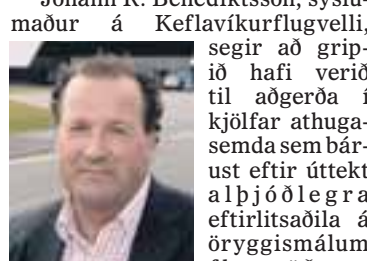 Jóhann R. Benediktsson, sýslu-
maður á Keflavíkurflugvelli,
segir að grip-
ið hafi verið
til aðgerða í
kjölfar athuga-
semda sem bár-
ust eftir úttekt
alþjóðlegra
eftirlitsaðila á
öryggismálum